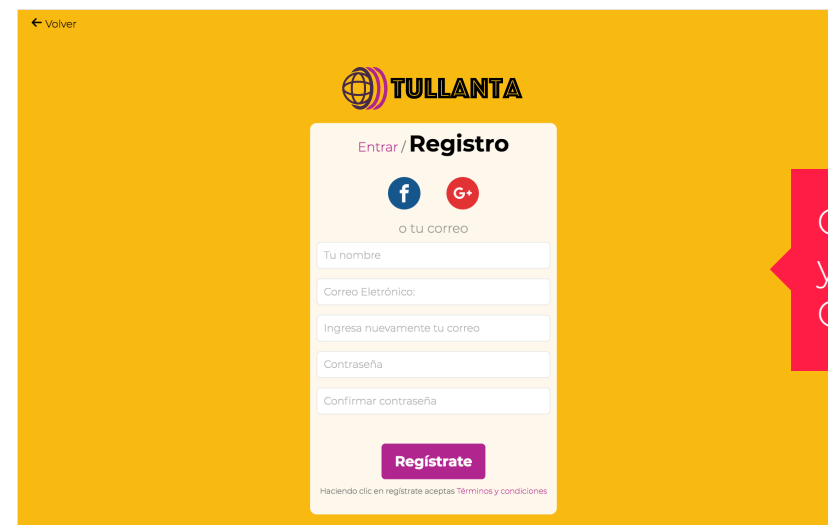 Volver
TULLANTA
Entrar / Registro
f G+
o tu correo
Tu nombre
Correo Eletrónico:
Ingresa nuevamente tu correo
Contraseña
Confirmar contraseña
Regístrate
Haciendo clic en regístrate aceptas Términos y condiciones
y